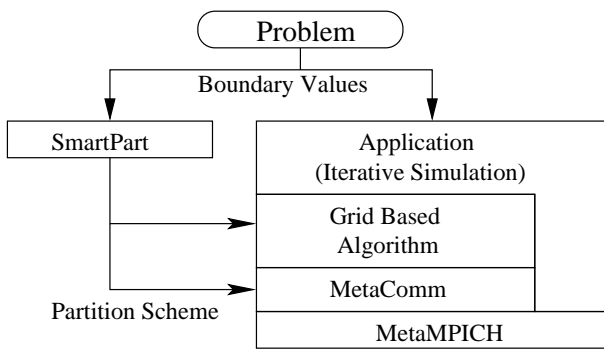 Problem
Boundary Values
SmartPart
Application
(Iterative Simulation)
Grid Based
Algorithm
MetaComm
Partition Scheme
MetaMPICH